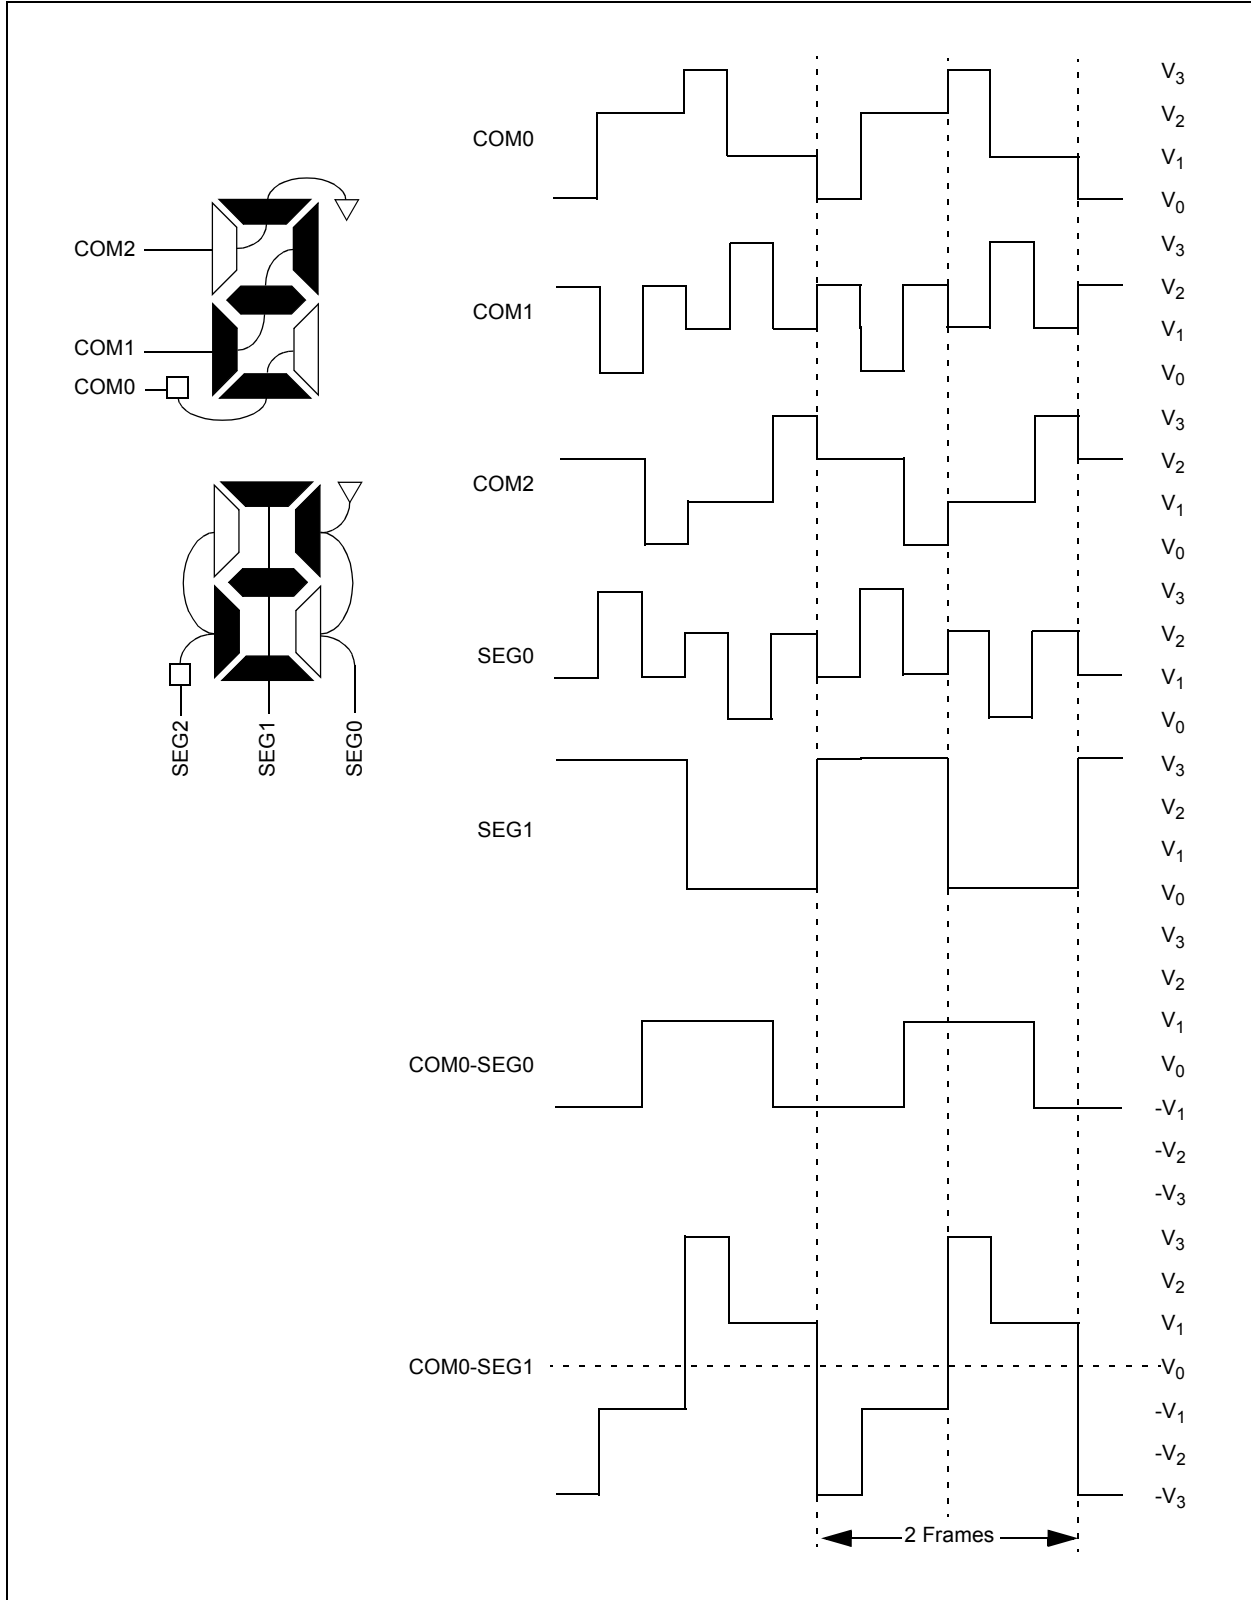 COM2
COM1
COM0
SEG2
SEG1
SEG0
COM0
V3
V2
V1
V0
COM1
V3
V2
V1
V0
COM2
V3
V2
V1
V0
SEG0
V3
V2
V1
V0
SEG1
V3
V2
V1
V0
COM0-SEG0
V3
V2
V1
V0
-V1
-V2
-V3
COM0-SEG1
V3
V2
V1
V0
-V1
-V2
-V3
2 Frames